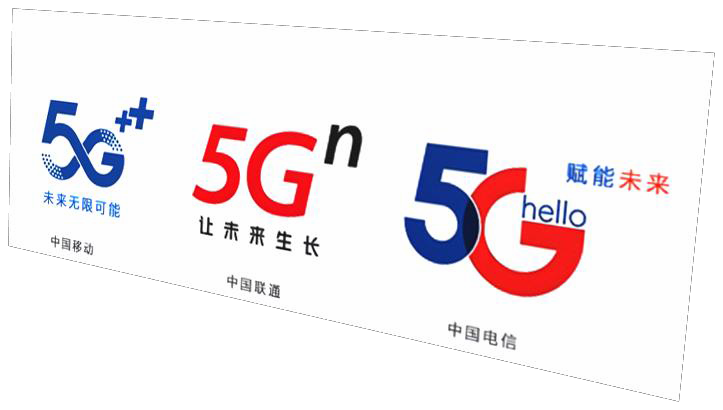 5G++
未来无限可能
中国移动
5Gn
让未来生长
中国联通
5G
hello
赋能未来
中国电信